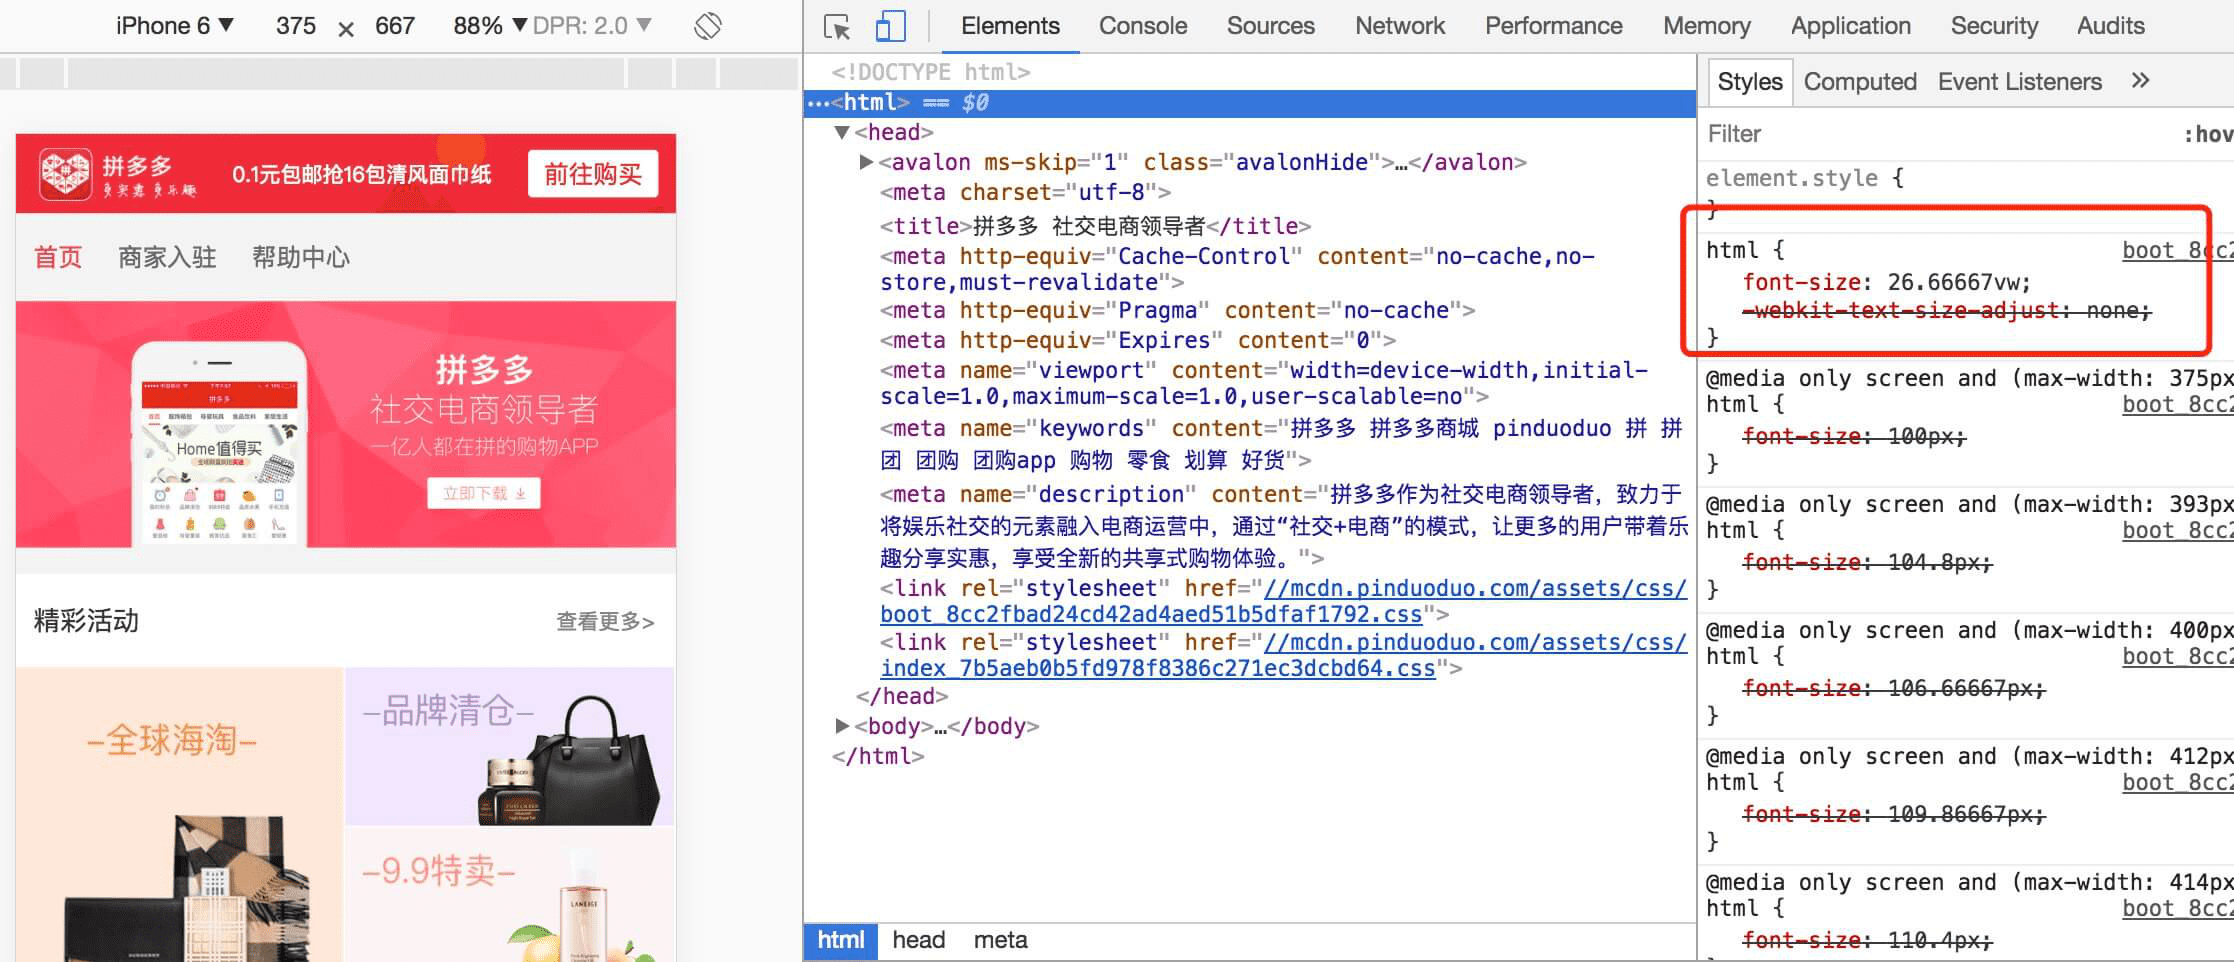 iPhone 6 ▼ 375 × 667 88% ▼ DPR: 2.0 ▼
Elements Console Sources Network Performance Memory Application Security Audits
拼多多
多实惠 多乐趣
0.1元包邮抢16包清风面巾纸
前往购买
首页 商家入驻 帮助中心
拼多多
社交电商领导者
一亿人都在拼的购物APP
立即下载
拼多多
Home值得买
精彩活动
查看更多>
–全球海淘–
–品牌清仓–
–9.9特卖–
LANEIGE
<!DOCTYPE html>
…<html> == $0
▼<head>
▶<avalon ms-skip="1" class="avalonHide">…</avalon>
<meta charset="utf-8">
<title>拼多多 社交电商领导者</title>
<meta http-equiv="Cache-Control" content="no-cache,no-
store,must-revalidate">
<meta http-equiv="Pragma" content="no-cache">
<meta http-equiv="Expires" content="0">
<meta name="viewport" content="width=device-width,initial-
scale=1.0,maximum-scale=1.0,user-scalable=no">
<meta name="keywords" content="拼多多 拼多多商城 pinduoduo 拼 拼
团 团购 团购app 购物 零食 划算 好货">
<meta name="description" content="拼多多作为社交电商领导者，致力于
将娱乐社交的元素融入电商运营中，通过“社交+电商”的模式，让更多的用户带着乐
趣分享实惠，享受全新的共享式购物体验。">
<link rel="stylesheet" href="//mcdn.pinduoduo.com/assets/css/
boot_8cc2fbad24cd42ad4aed51b5dfaf1792.css">
<link rel="stylesheet" href="//mcdn.pinduoduo.com/assets/css/
index_7b5aeb0b5fd978f8386c271ec3dcbd64.css">
</head>
▶<body>…</body>
</html>
html head meta
Styles Computed Event Listeners »
Filter :hov
element.style {
}
html { boot_8cc2
font-size: 26.66667vw;
-webkit-text-size-adjust: none;
}
@media only screen and (max-width: 375px
html { boot_8cc2
font-size: 100px;
}
@media only screen and (max-width: 393px
html { boot_8cc2
font-size: 104.8px;
}
@media only screen and (max-width: 400px
html { boot_8cc2
font-size: 106.66667px;
}
@media only screen and (max-width: 412px
html { boot_8cc2
font-size: 109.86667px;
}
@media only screen and (max-width: 414px
html { boot_8cc2
font-size: 110.4px;